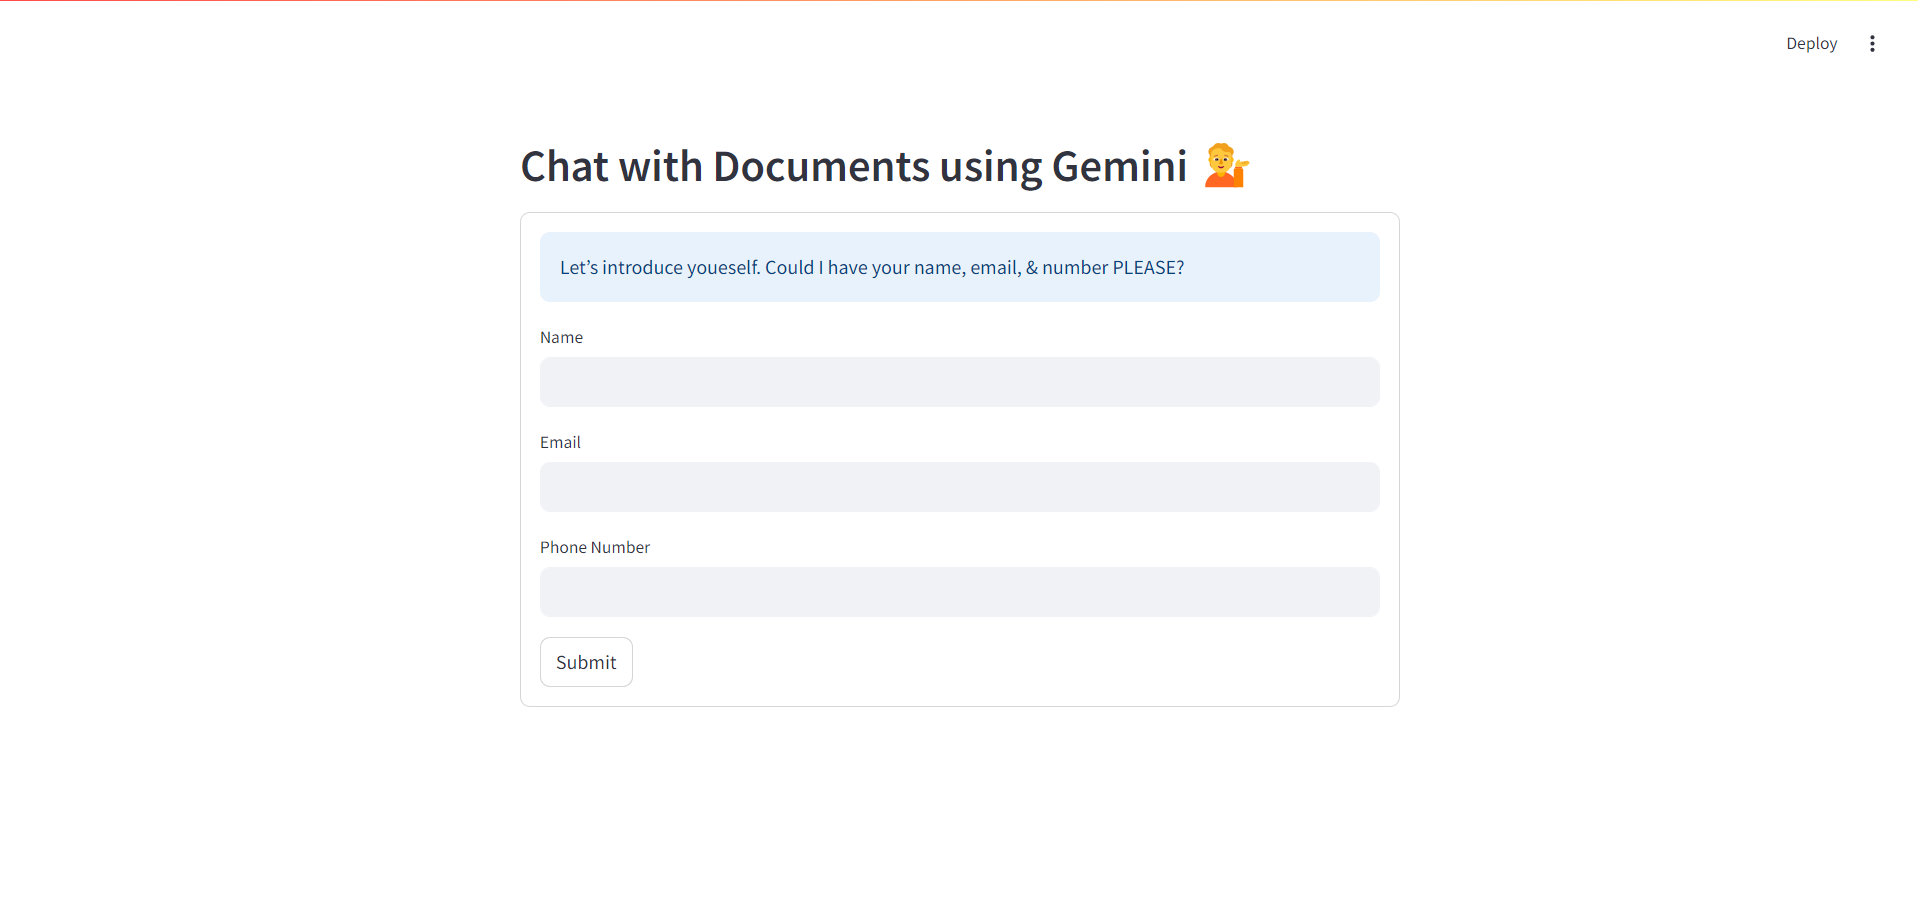 Deploy
Chat with Documents using Gemini 💁
Let’s introduce youeself. Could I have your name, email, & number PLEASE?
Name
Email
Phone Number
Submit